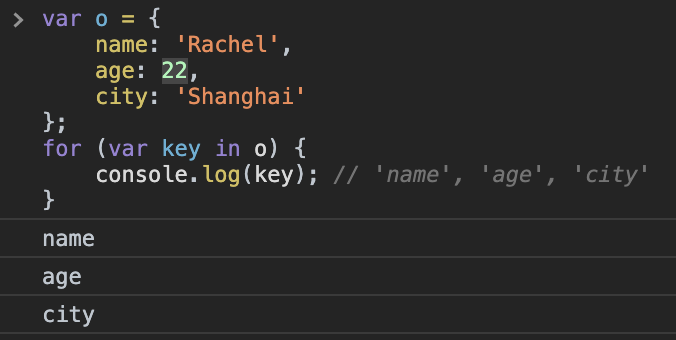 > var o = {
    name: 'Rachel',
    age: 22,
    city: 'Shanghai'
};
for (var key in o) {
    console.log(key); // 'name', 'age', 'city'
}
name
age
city